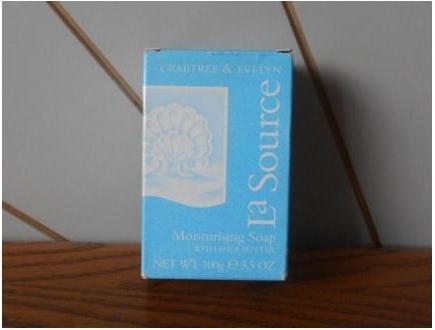 CRABTREE & EVELYN
La Source
Moisturising Soap
WITH SHEA BUTTER
NET WT 100g ℮ 3.5 OZ